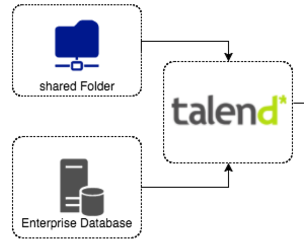 shared Folder
talend*
Enterprise Database